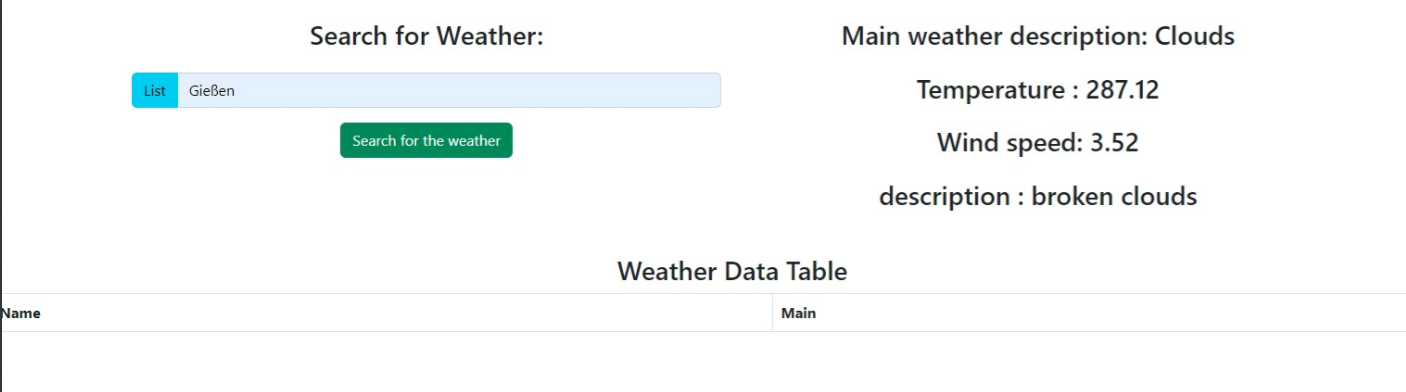 Search for Weather:
List Gießen
Search for the weather
Main weather description: Clouds
Temperature : 287.12
Wind speed: 3.52
description : broken clouds
Weather Data Table
Name Main